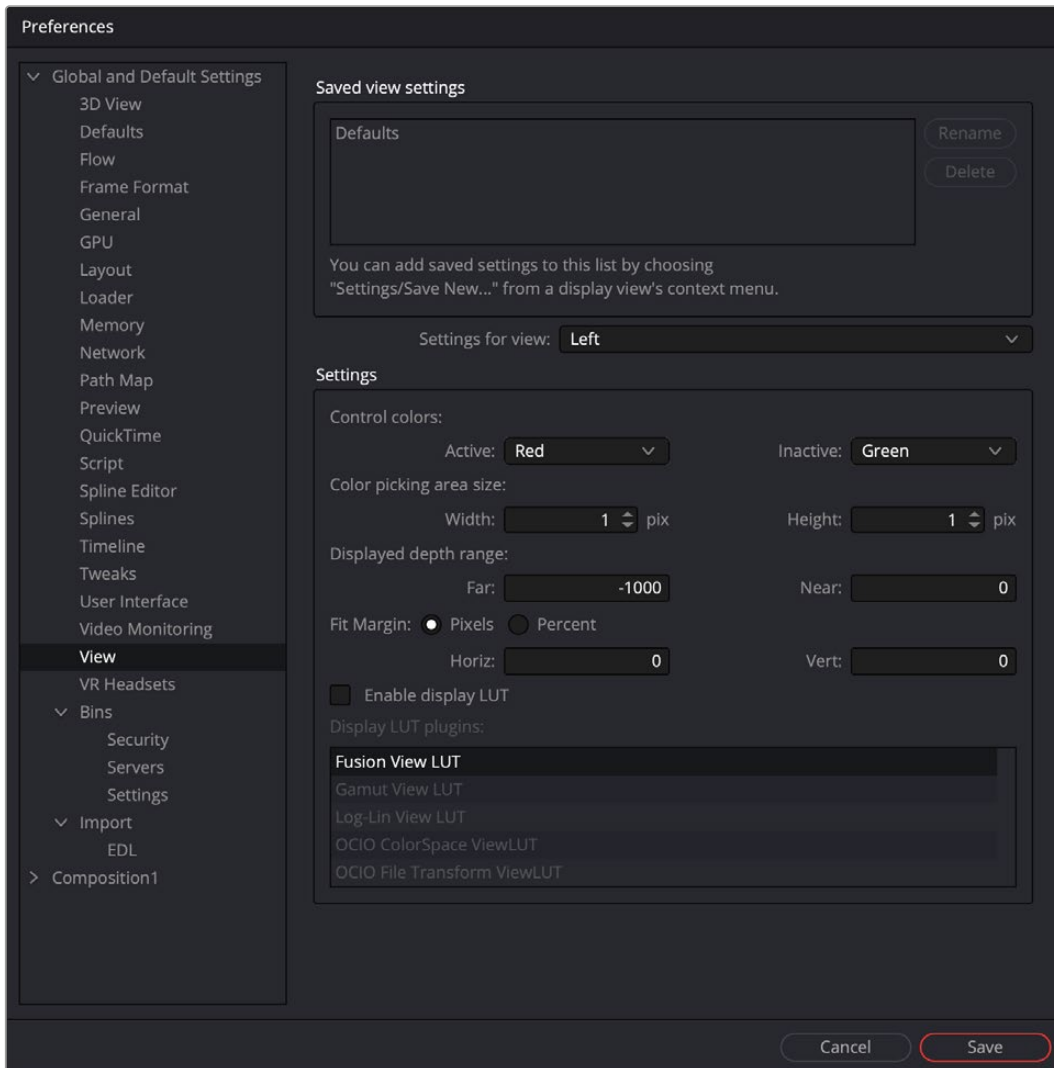 Preferences
Global and Default Settings
3D View
Defaults
Flow
Frame Format
General
GPU
Layout
Loader
Memory
Network
Path Map
Preview
QuickTime
Script
Spline Editor
Splines
Timeline
Tweaks
User Interface
Video Monitoring
View
VR Headsets
Bins
Security
Servers
Settings
Import
EDL
Composition1
Saved view settings
Defaults
Rename
Delete
You can add saved settings to this list by choosing
"Settings/Save New..." from a display view's context menu.
Settings for view: Left
Settings
Control colors:
Active: Red Inactive: Green
Color picking area size:
Width: 1 pix Height: 1 pix
Displayed depth range:
Far: -1000 Near: 0
Fit Margin: Pixels Percent
Horiz: 0 Vert: 0
Enable display LUT
Display LUT plugins:
Fusion View LUT
Gamut View LUT
Log-Lin View LUT
OCIO ColorSpace ViewLUT
OCIO File Transform ViewLUT
Cancel Save